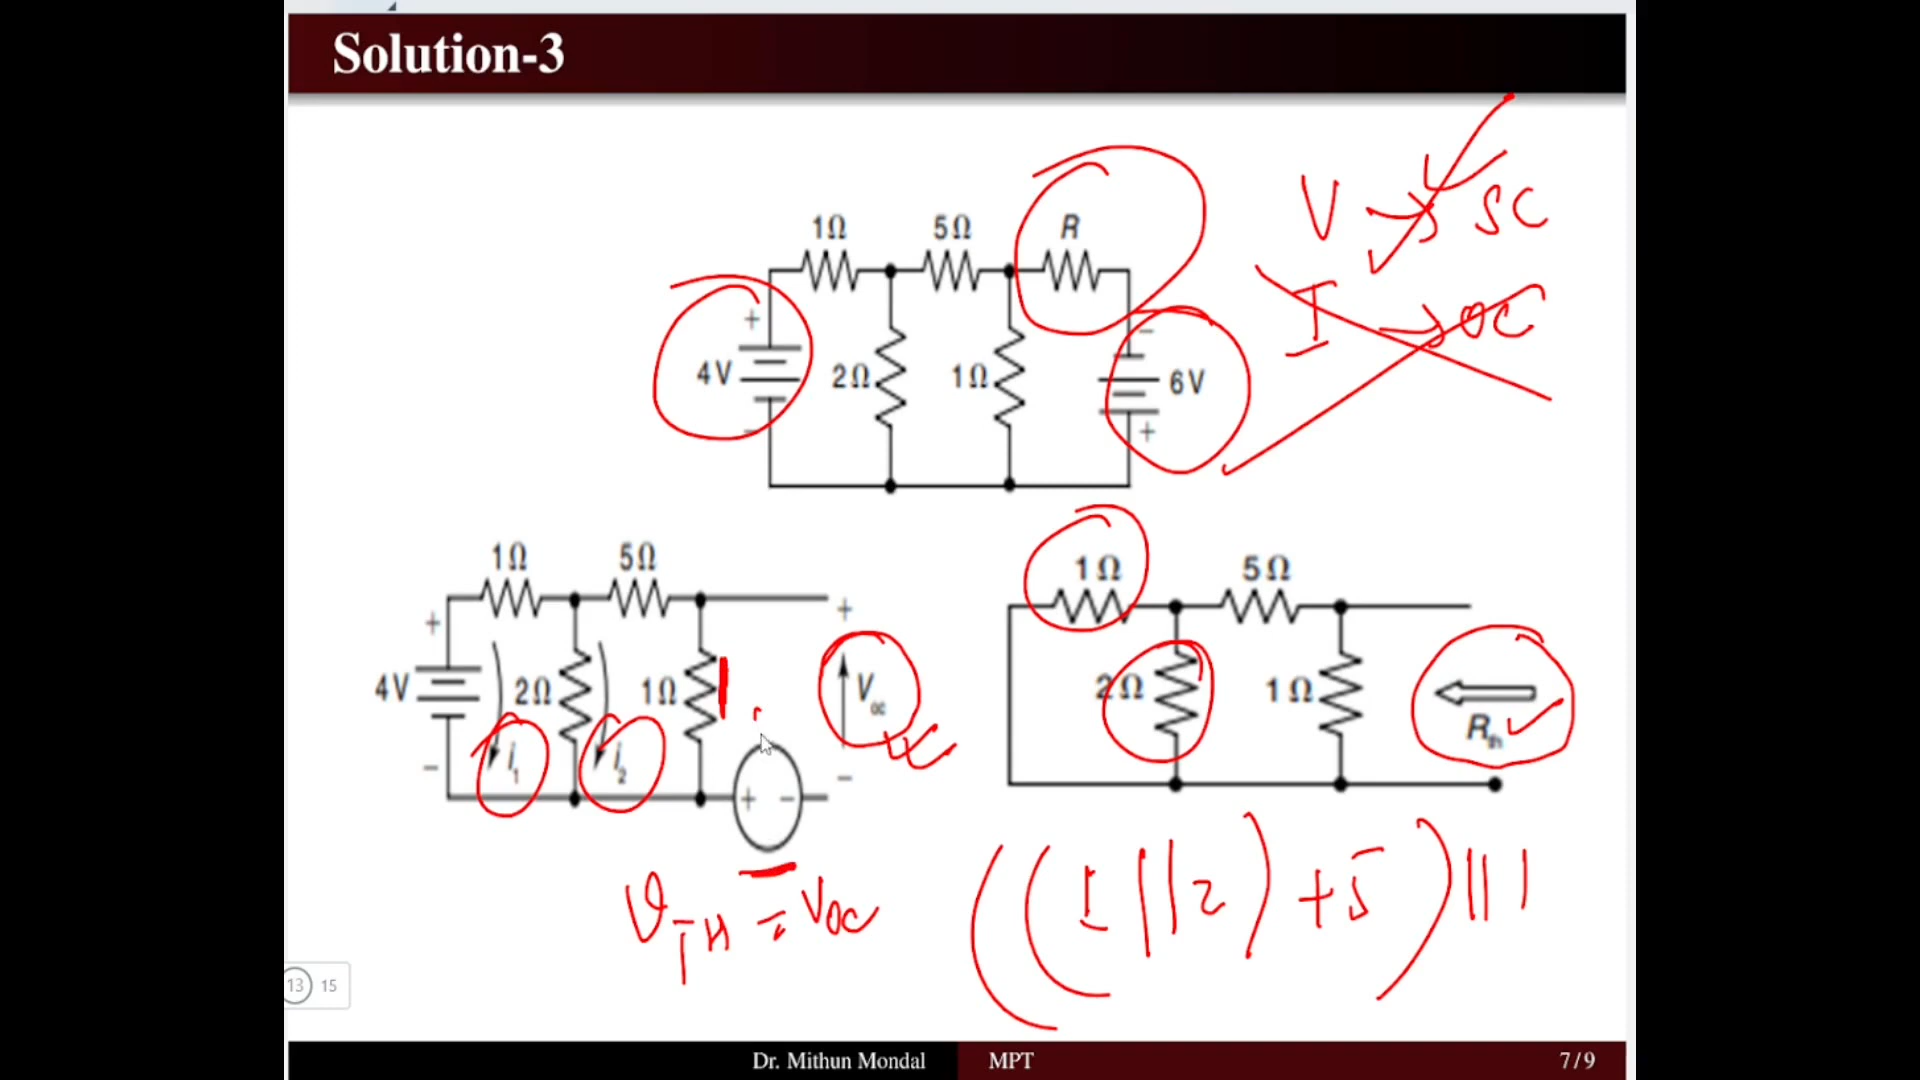 Solution-3
V → SC
I → OC
1Ω 5Ω R
+ −
4V 2Ω 1Ω 6V
− +
1Ω 5Ω
+ +
4V 2Ω 1Ω Voc
− i1 i2 −
+ −
1Ω 5Ω
2Ω 1Ω
Rth
VTH = VOC
((1||2)+5)||1
13 15
Dr. Mithun Mondal MPT 7/9